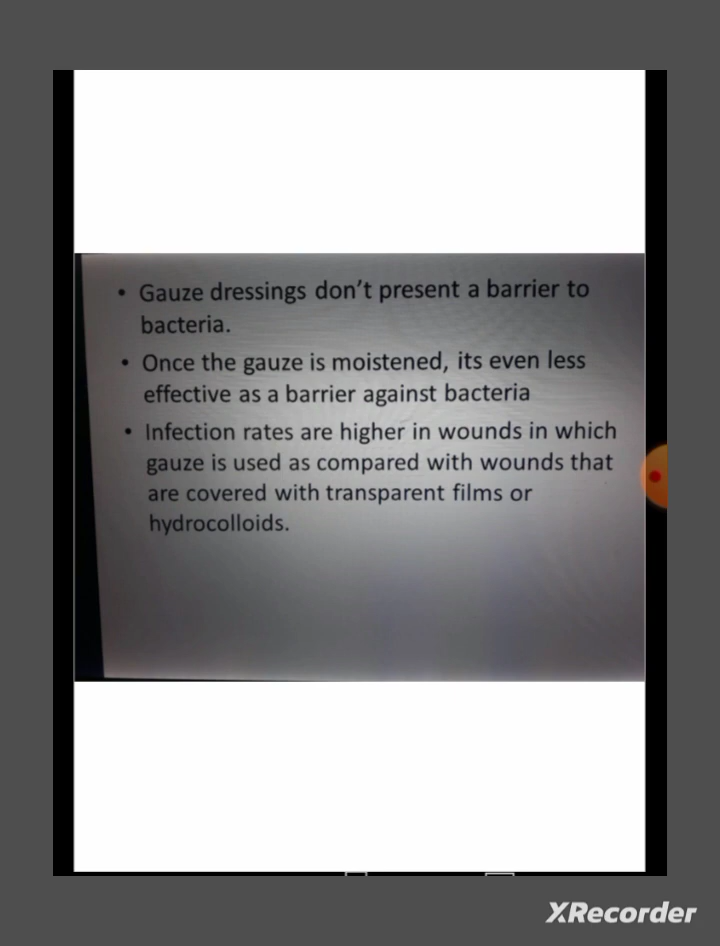 • Gauze dressings don't present a barrier to
bacteria.
• Once the gauze is moistened, its even less
effective as a barrier against bacteria
• Infection rates are higher in wounds in which
gauze is used as compared with wounds that
are covered with transparent films or
hydrocolloids.
XRecorder